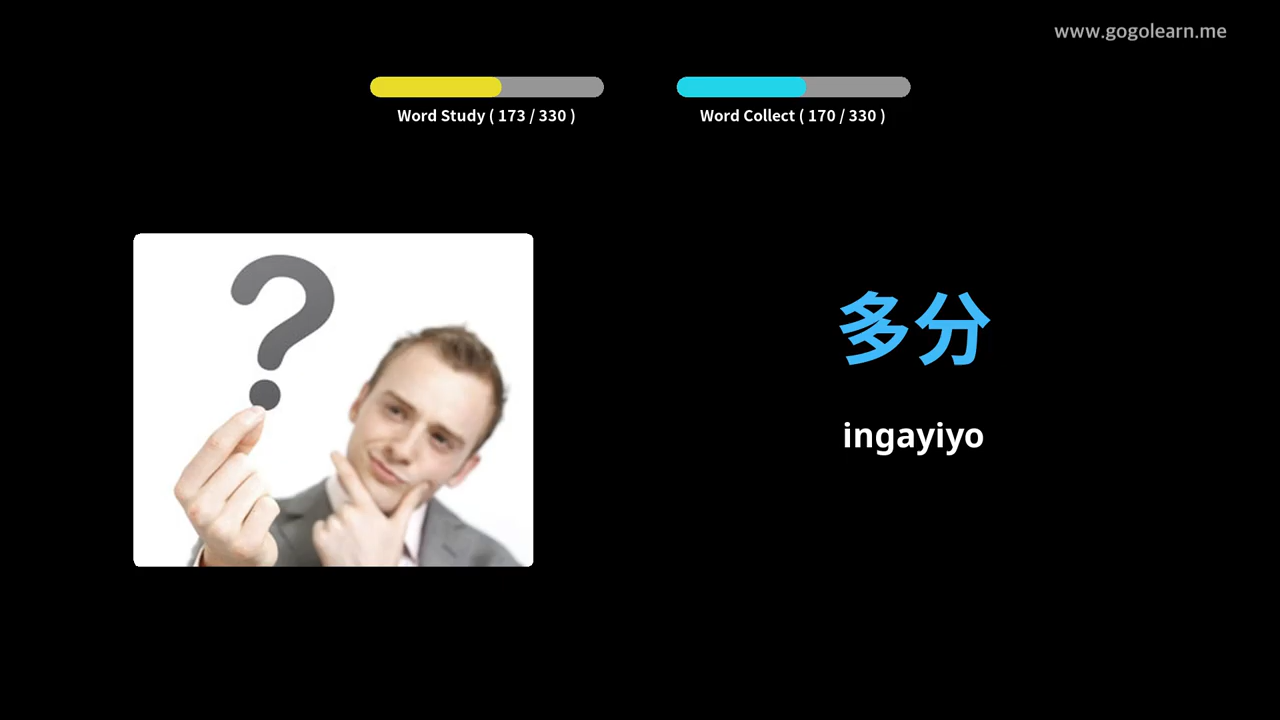 www.gogolearn.me
Word Study ( 173 / 330 )
Word Collect ( 170 / 330 )
?
多分
ingayiyo